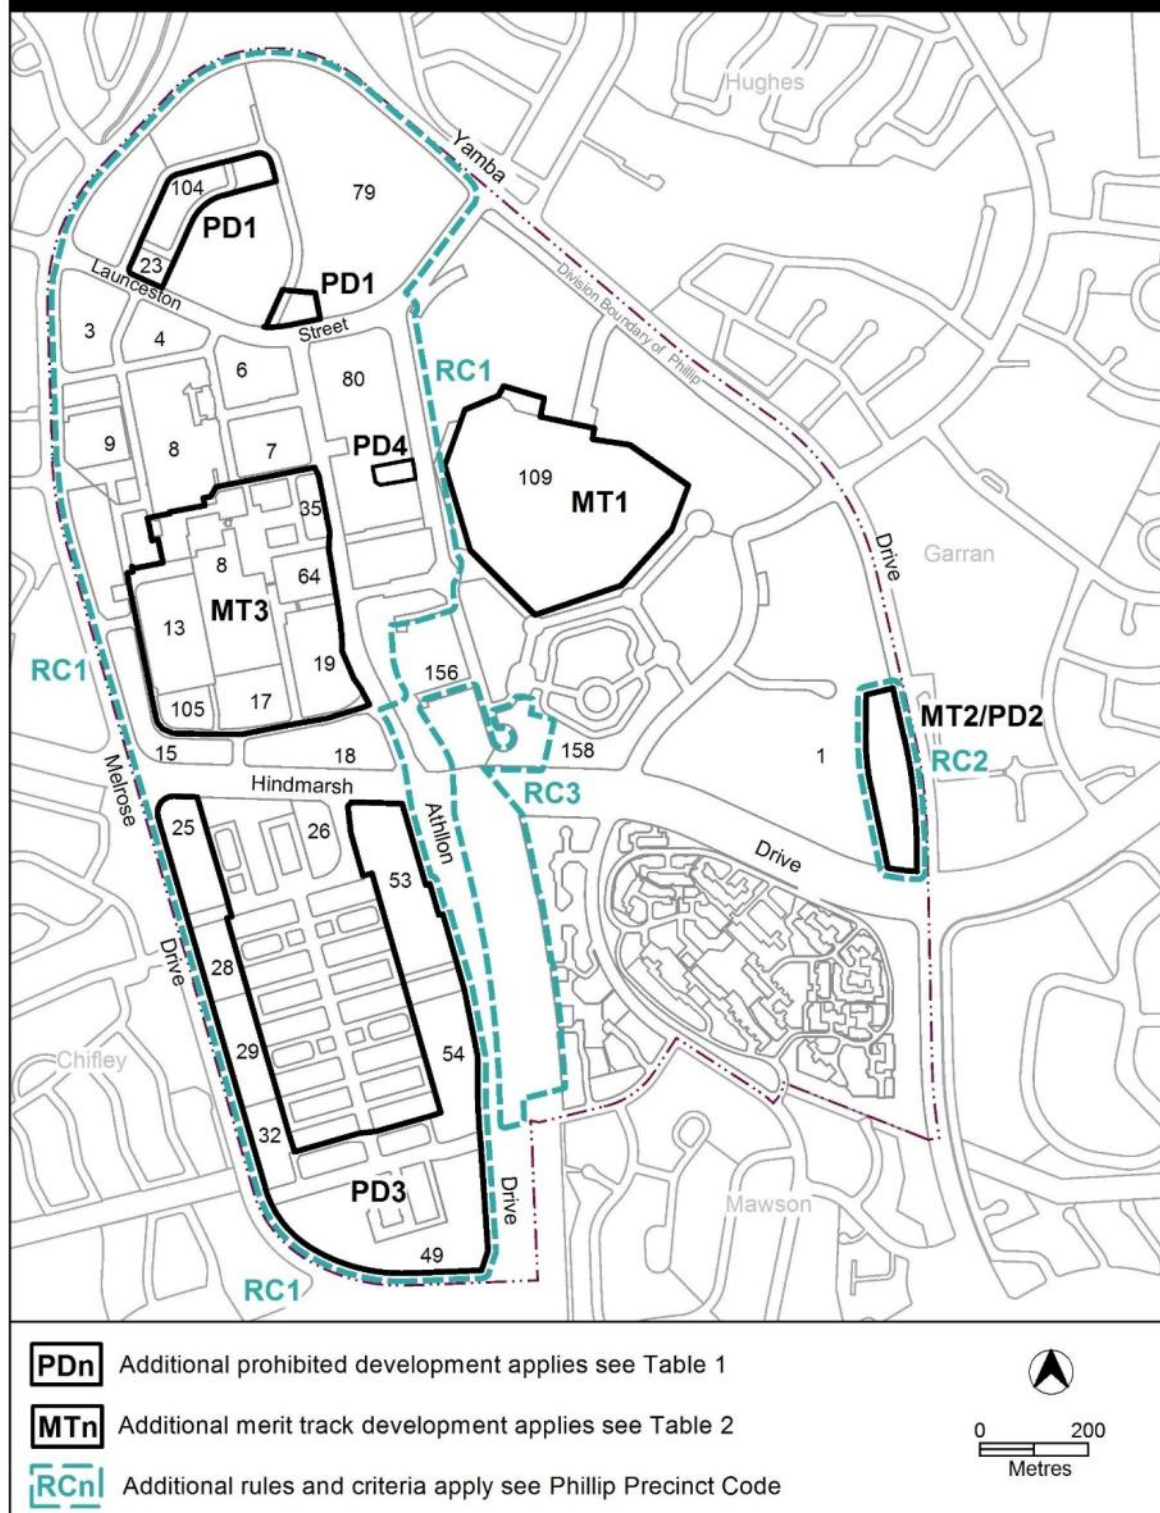 Hughes
Yamba
104
79
PD1
23
Launceston
PD1
Division Boundary of Phillip
Street
3
4
6
80
RC1
9
8
7
PD4
109
MT1
35
Drive
Garran
8
64
MT3
13
RC1
19
156
105
17
MT2/PD2
15
18
158
1
RC2
Melrose
Hindmarsh
RC3
25
26
Athllon
Drive
53
Drive
28
29
54
Chifley
32
PD3
Drive
Mawson
49
RC1
PDn Additional prohibited development applies see Table 1
MTn Additional merit track development applies see Table 2
0 200
Metres
RCn Additional rules and criteria apply see Phillip Precinct Code